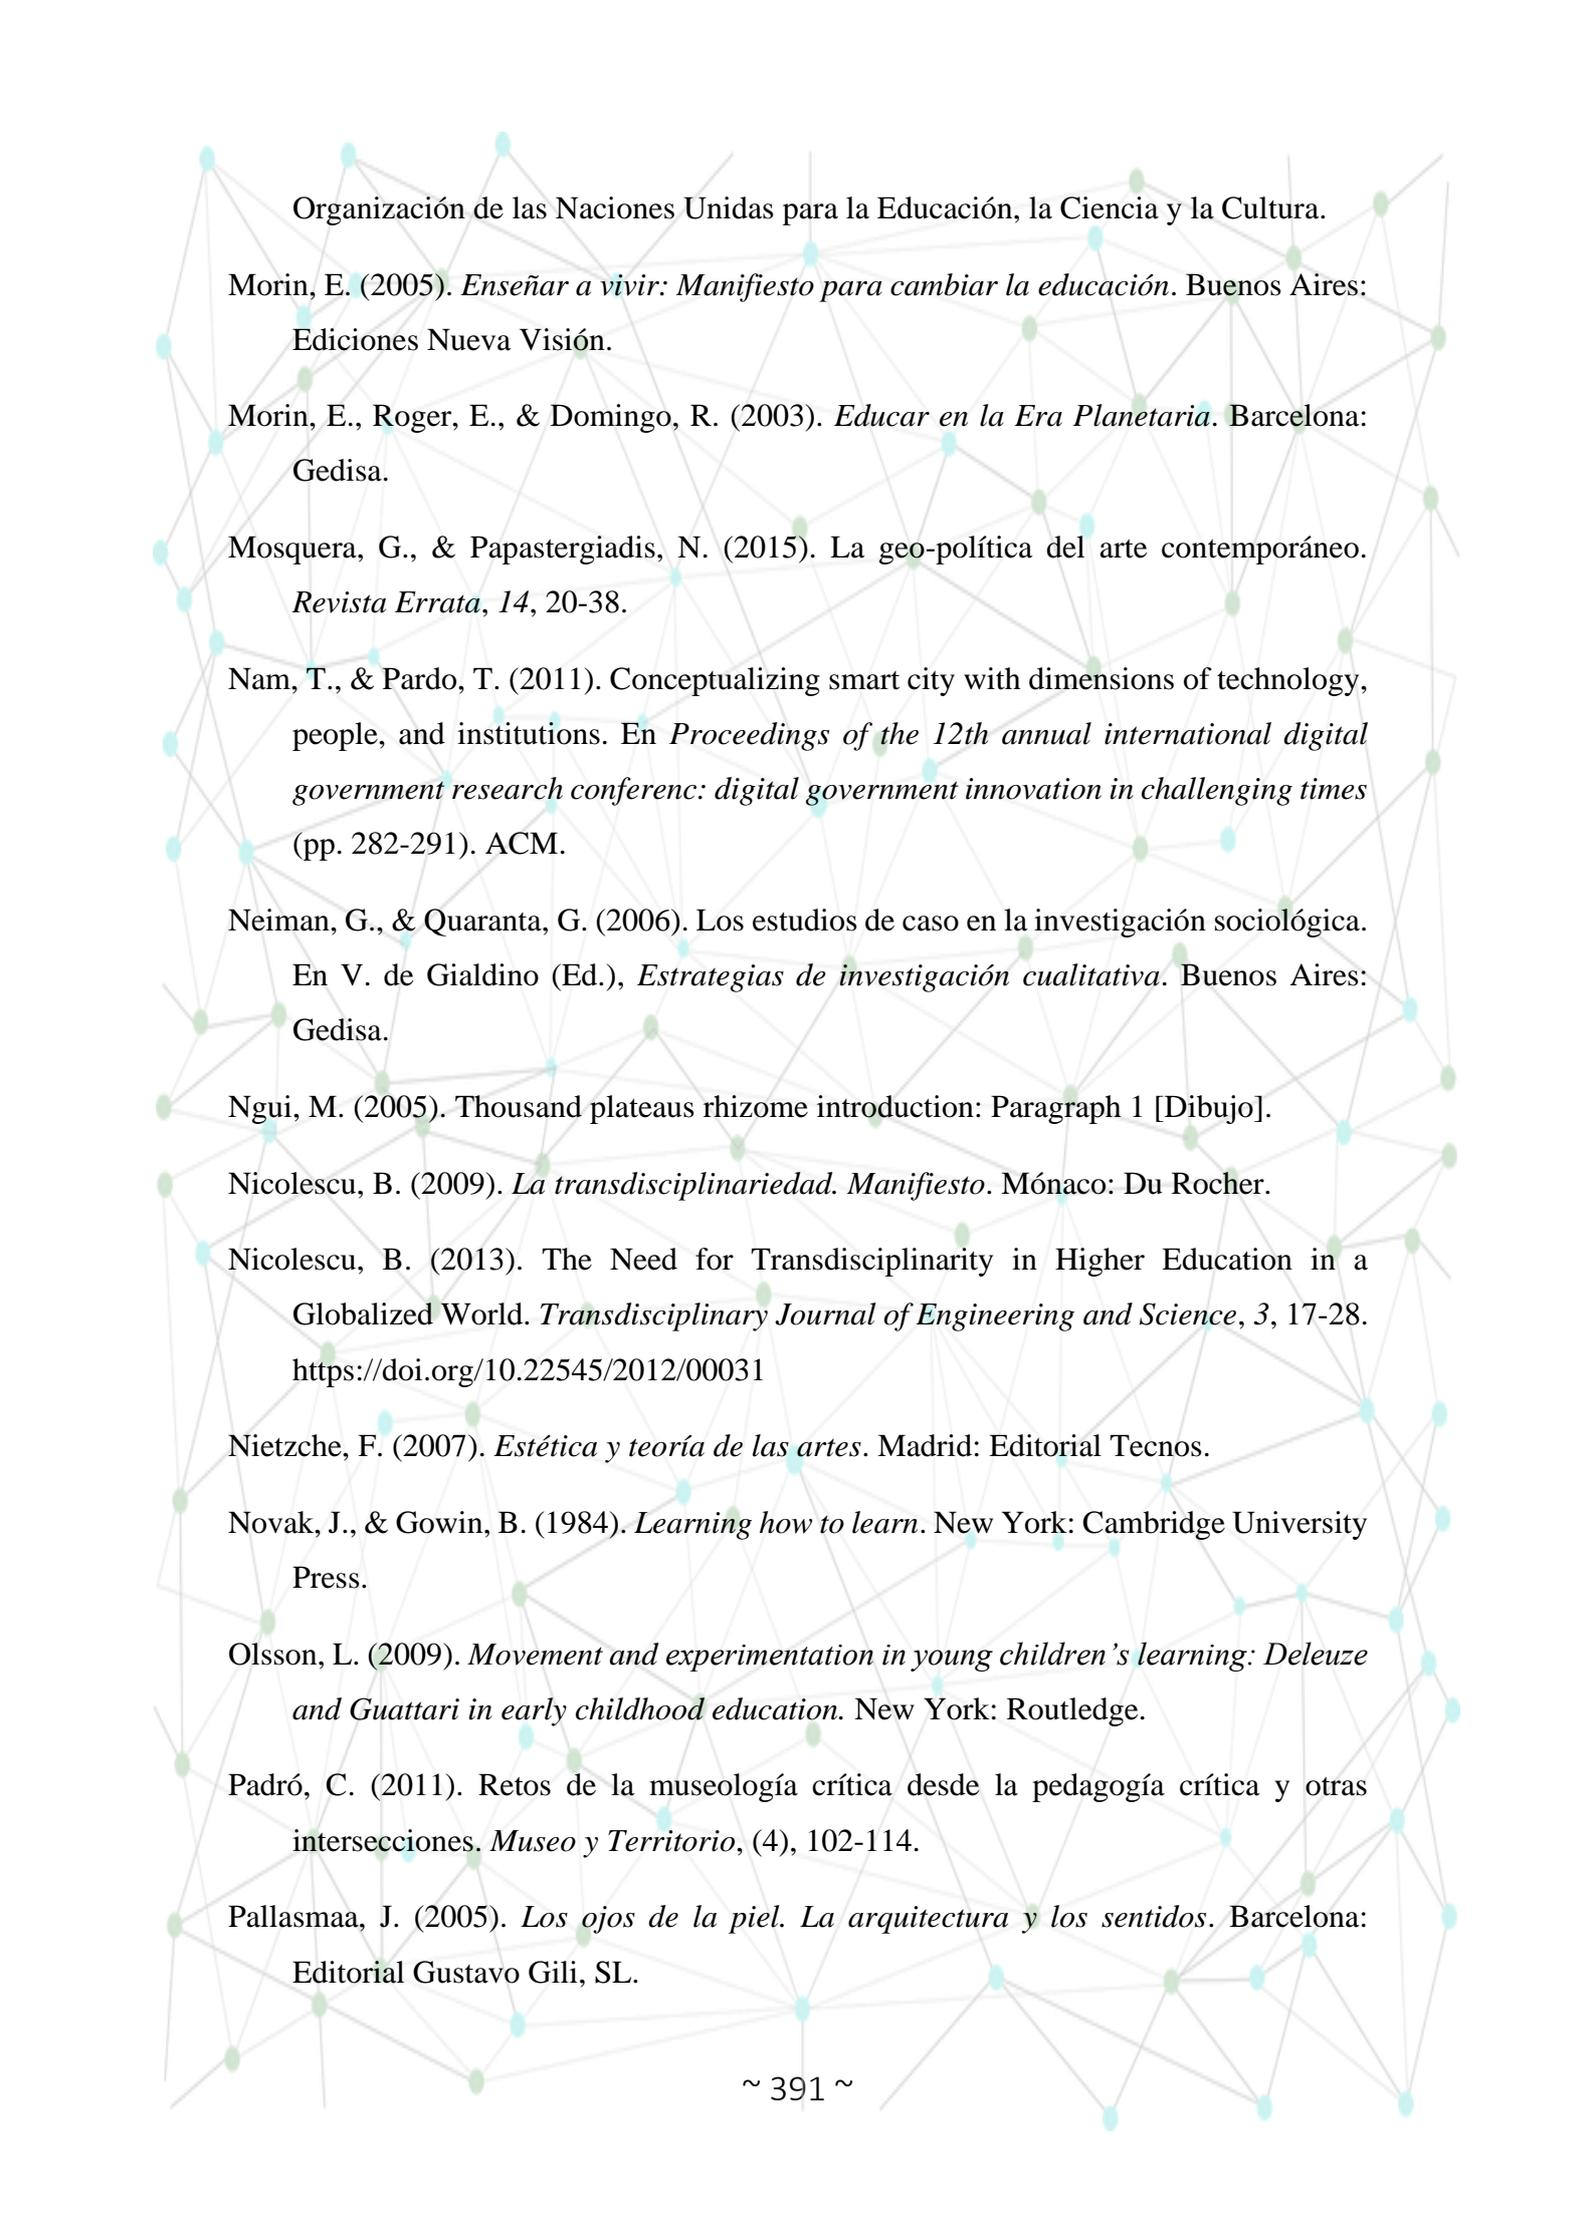 Organización de las Naciones Unidas para la Educación, la Ciencia y la Cultura.
Morin, E. (2005). Enseñar a vivir: Manifiesto para cambiar la educación. Buenos Aires:
Ediciones Nueva Visión.
Morin, E., Roger, E., & Domingo, R. (2003). Educar en la Era Planetaria. Barcelona:
Gedisa.
Mosquera, G., & Papastergiadis, N. (2015). La geo-política del arte contemporáneo.
Revista Errata, 14, 20-38.
Nam, T., & Pardo, T. (2011). Conceptualizing smart city with dimensions of technology,
people, and institutions. En Proceedings of the 12th annual international digital
government research conferenc: digital government innovation in challenging times
(pp. 282-291). ACM.
Neiman, G., & Quaranta, G. (2006). Los estudios de caso en la investigación sociológica.
En V. de Gialdino (Ed.), Estrategias de investigación cualitativa. Buenos Aires:
Gedisa.
Ngui, M. (2005). Thousand plateaus rhizome introduction: Paragraph 1 [Dibujo].
Nicolescu, B. (2009). La transdisciplinariedad. Manifiesto. Mónaco: Du Rocher.
Nicolescu, B. (2013). The Need for Transdisciplinarity in Higher Education in a
Globalized World. Transdisciplinary Journal of Engineering and Science, 3, 17-28.
https://doi.org/10.22545/2012/00031
Nietzche, F. (2007). Estética y teoría de las artes. Madrid: Editorial Tecnos.
Novak, J., & Gowin, B. (1984). Learning how to learn. New York: Cambridge University
Press.
Olsson, L. (2009). Movement and experimentation in young children’s learning: Deleuze
and Guattari in early childhood education. New York: Routledge.
Padró, C. (2011). Retos de la museología crítica desde la pedagogía crítica y otras
intersecciones. Museo y Territorio, (4), 102-114.
Pallasmaa, J. (2005). Los ojos de la piel. La arquitectura y los sentidos. Barcelona:
Editorial Gustavo Gili, SL.
~ 391 ~